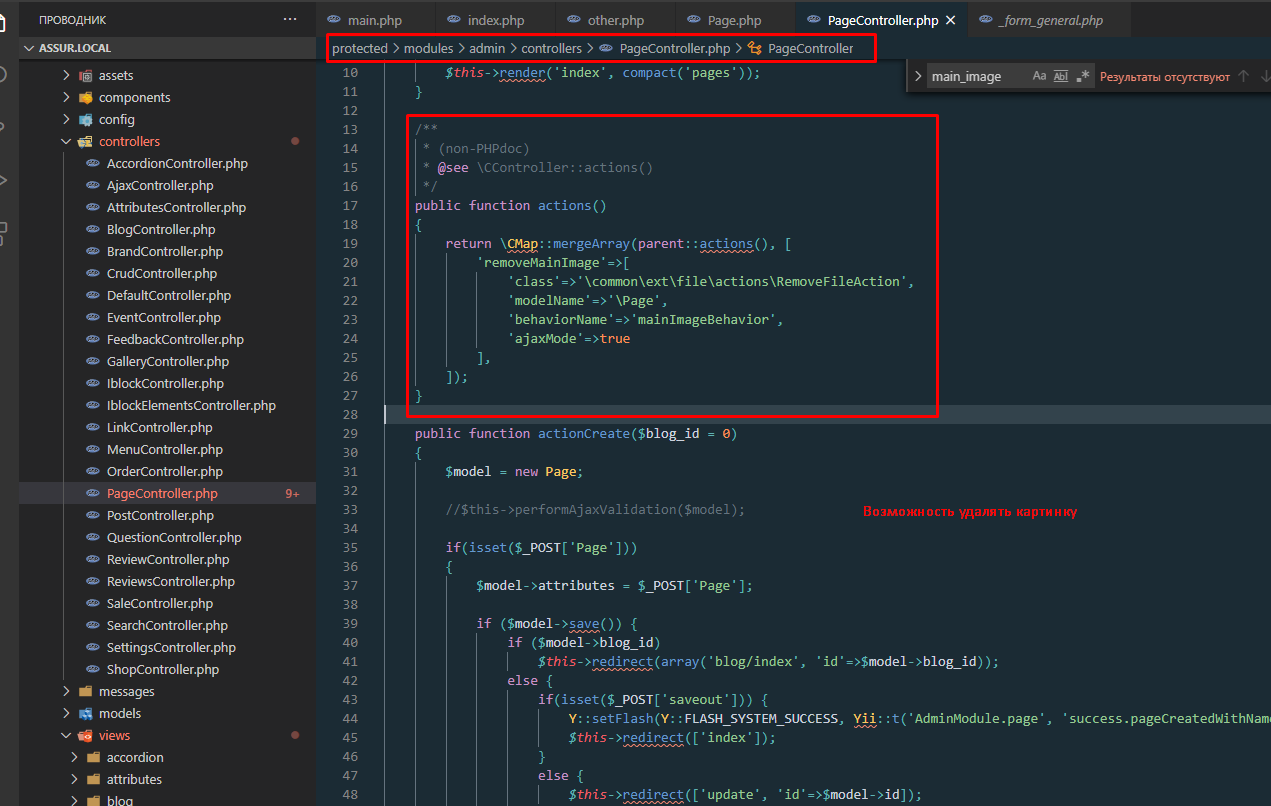 ПРОВОДНИК ···
main.php index.php other.php Page.php PageController.php × _form_general.php
ASSUR.LOCAL
protected > modules > admin > controllers > PageController.php > PageController
main_image Aa Abl .* Результаты отсутствуют
assets
components
config
controllers
AccordionController.php
AjaxController.php
AttributesController.php
BlogController.php
BrandController.php
CrudController.php
DefaultController.php
EventController.php
FeedbackController.php
GalleryController.php
IblockController.php
IblockElementsController.php
LinkController.php
MenuController.php
OrderController.php
PageController.php 9+
PostController.php
QuestionController.php
ReviewController.php
ReviewsController.php
SaleController.php
SearchController.php
SettingsController.php
ShopController.php
messages
models
views
accordion
attributes
blog
10 $this->render('index', compact('pages'));
11 }
12
13 /**
14 * (non-PHPdoc)
15 * @see \CController::actions()
16 */
17 public function actions()
18 {
19 return \CMap::mergeArray(parent::actions(), [
20 'removeMainImage'=>[
21 'class'=>'\common\ext\file\actions\RemoveFileAction',
22 'modelName'=>'\Page',
23 'behaviorName'=>'mainImageBehavior',
24 'ajaxMode'=>true
25 ],
26 ]);
27 }
28
29 public function actionCreate($blog_id = 0)
30 {
31 $model = new Page;
32
33 //$this->performAjaxValidation($model);
Возможность удалять картинку
34
35 if(isset($_POST['Page']))
36 {
37 $model->attributes = $_POST['Page'];
38
39 if ($model->save()) {
40 if ($model->blog_id)
41 $this->redirect(array('blog/index', 'id'=>$model->blog_id));
42 else {
43 if(isset($_POST['saveout'])) {
44 Y::setFlash(Y::FLASH_SYSTEM_SUCCESS, Yii::t('AdminModule.page', 'success.pageCreatedWithName
45 $this->redirect(['index']);
46 }
47 else {
48 $this->redirect(['update', 'id'=>$model->id]);